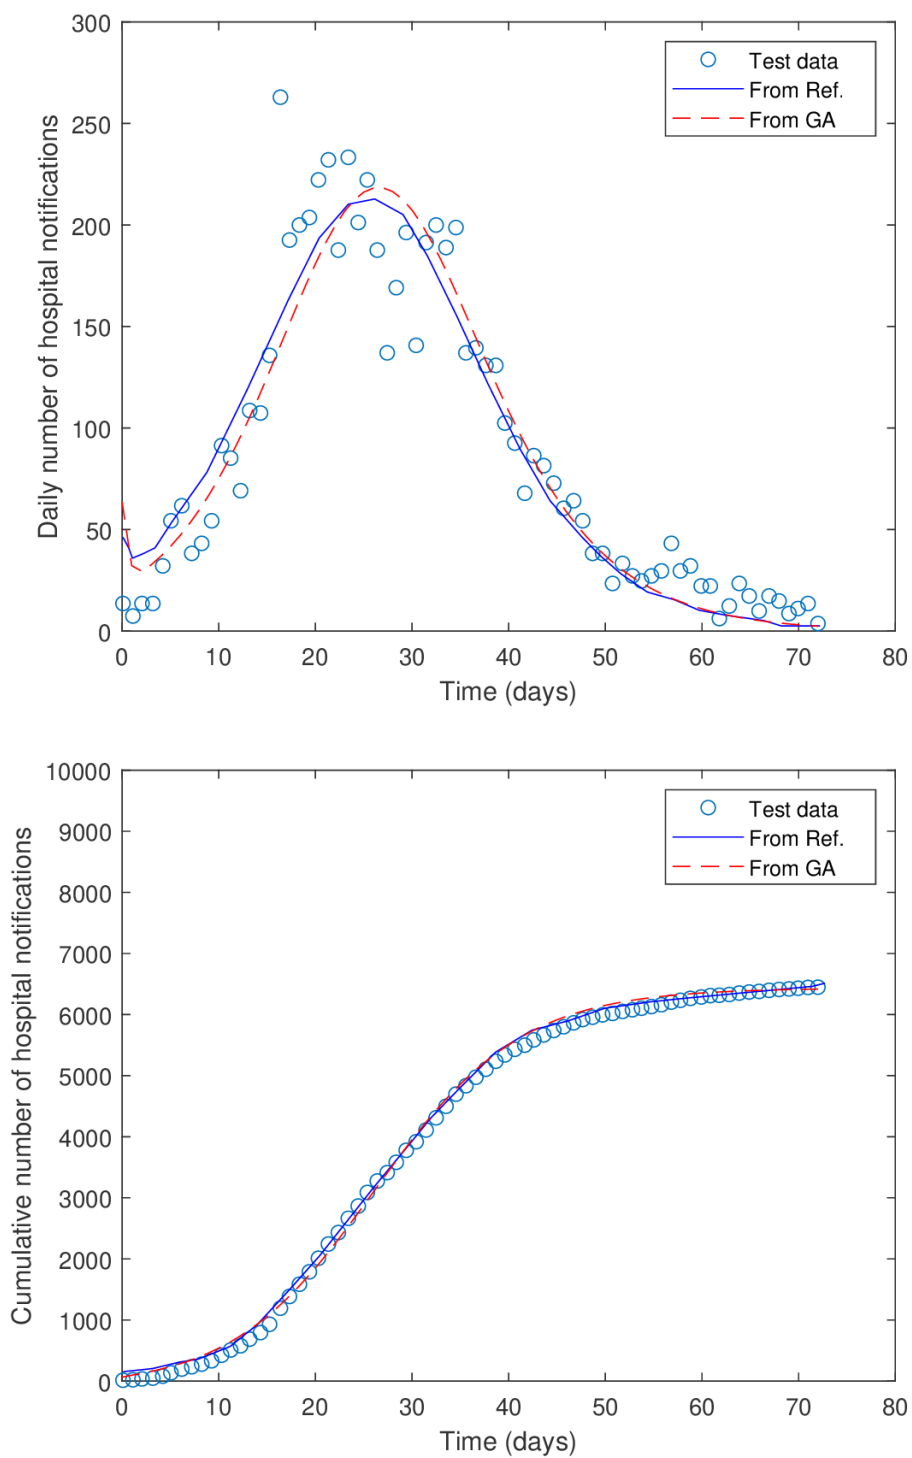 300
250
200
150
100
50
0
Daily number of hospital notifications
Test data
From Ref.
From GA
0 10 20 30 40 50 60 70 80
Time (days)
10000
9000
8000
7000
6000
5000
4000
3000
2000
1000
0
Cumulative number of hospital notifications
Test data
From Ref.
From GA
0 10 20 30 40 50 60 70 80
Time (days)